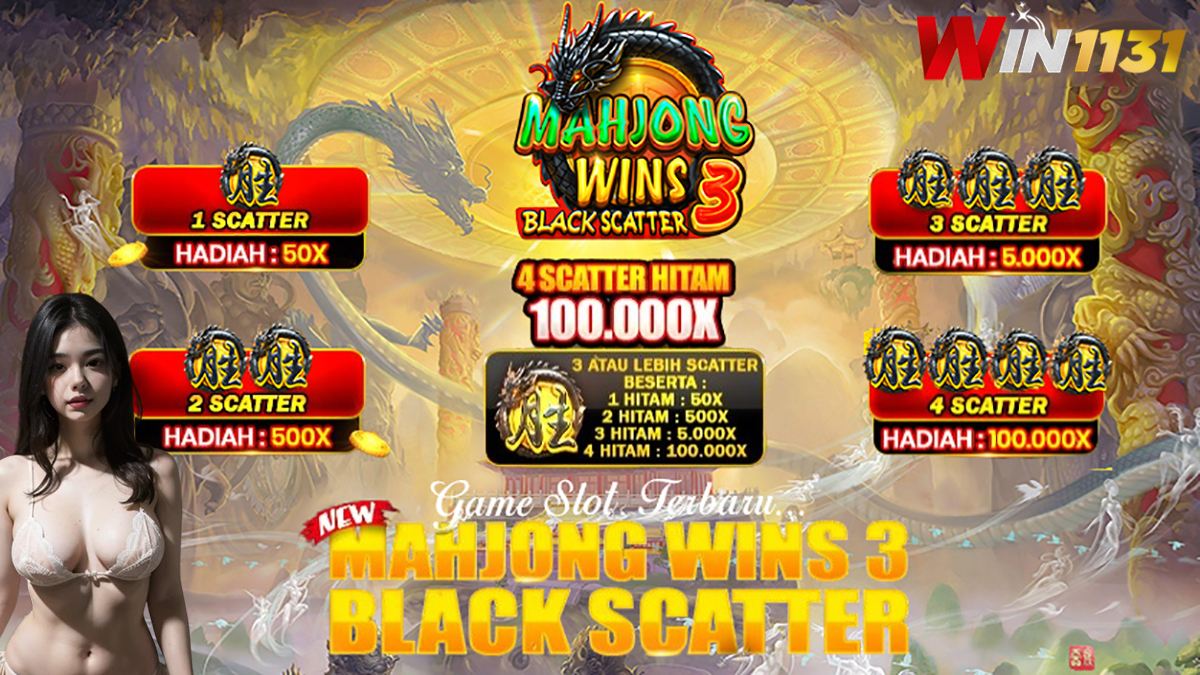 WIN1131
MAHJONG
WINS 3
BLACK SCATTER
1 SCATTER
HADIAH : 50X
3 SCATTER
HADIAH : 5.000X
4 SCATTER HITAM
100.000X
2 SCATTER
HADIAH : 500X
3 ATAU LEBIH SCATTER
BESERTA :
1 HITAM : 50X
2 HITAM : 500X
3 HITAM : 5.000X
4 HITAM : 100.000X
4 SCATTER
HADIAH : 100.000X
Game Slot Terbaru...
NEW
MAHJONG WINS 3
BLACK SCATTER